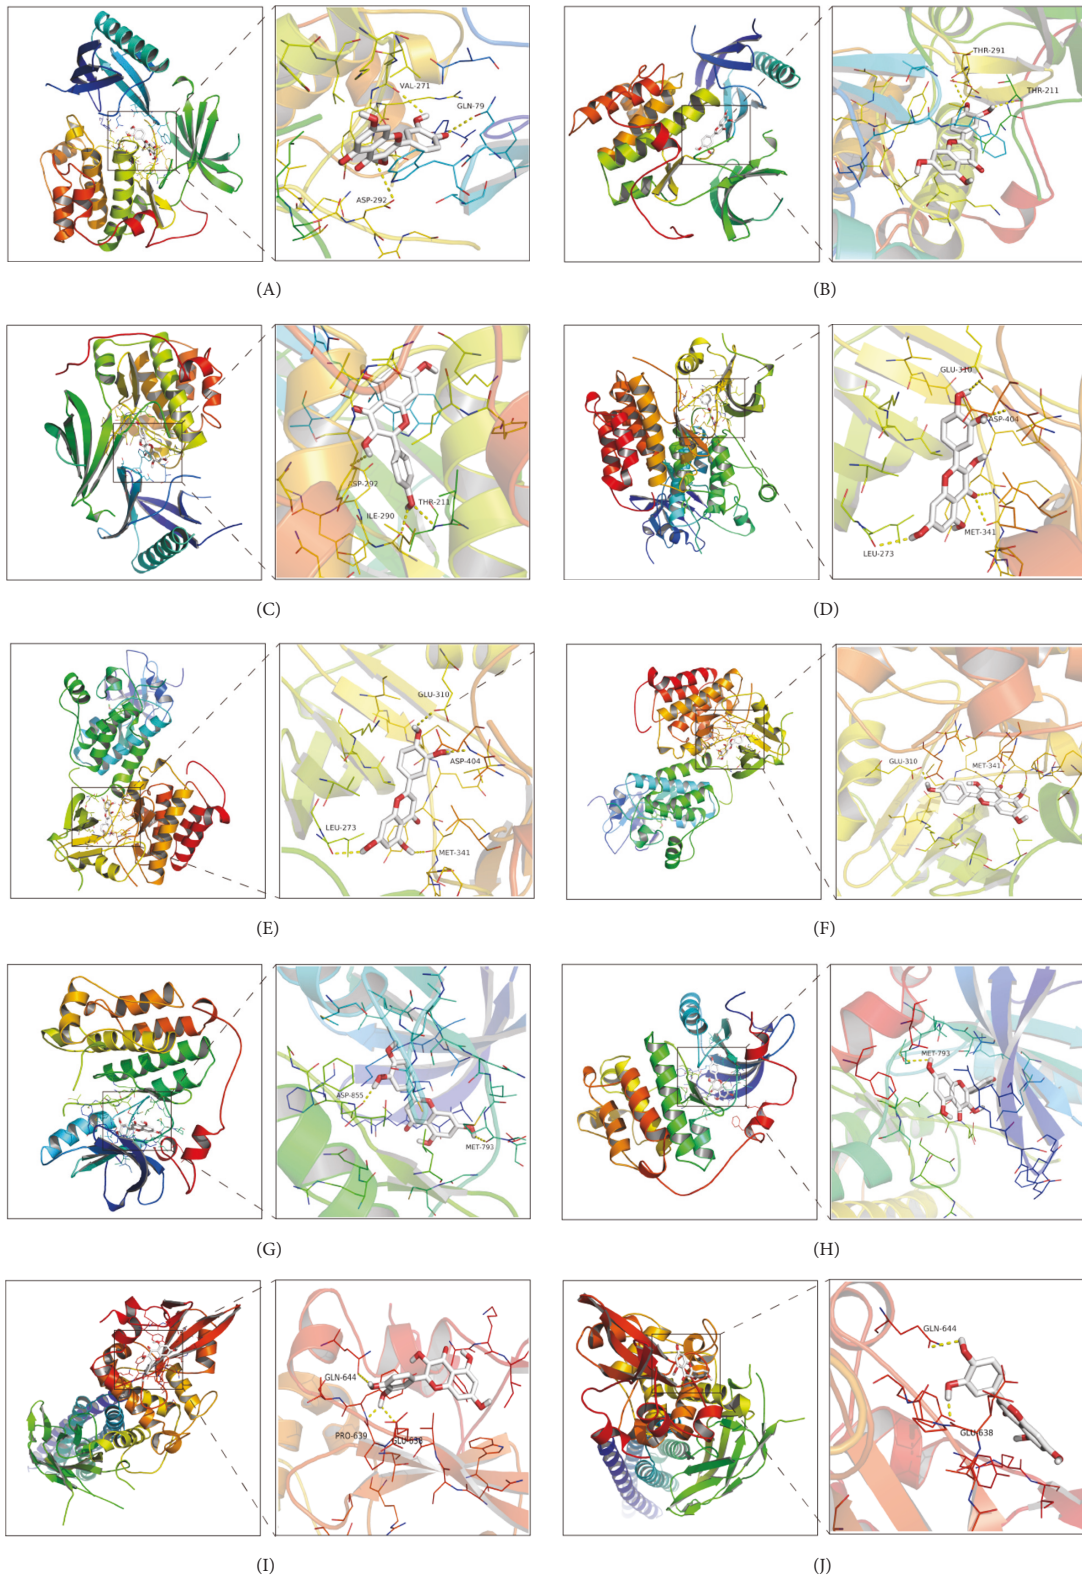 VAL-271
GLN-79
ASP-292
(A)
THR-291
THR-211
(B)
ASP-292
THR-211
ILE-290
(C)
GLU-310
ASP-404
MET-341
LEU-273
(D)
GLU-310
ASP-404
LEU-273
MET-341
(E)
GLU-310
MET-341
(F)
ASP-855
MET-793
(G)
MET-793
(H)
GLN-644
PRO-639
GLU-638
(I)
GLN-644
GLU-638
(J)